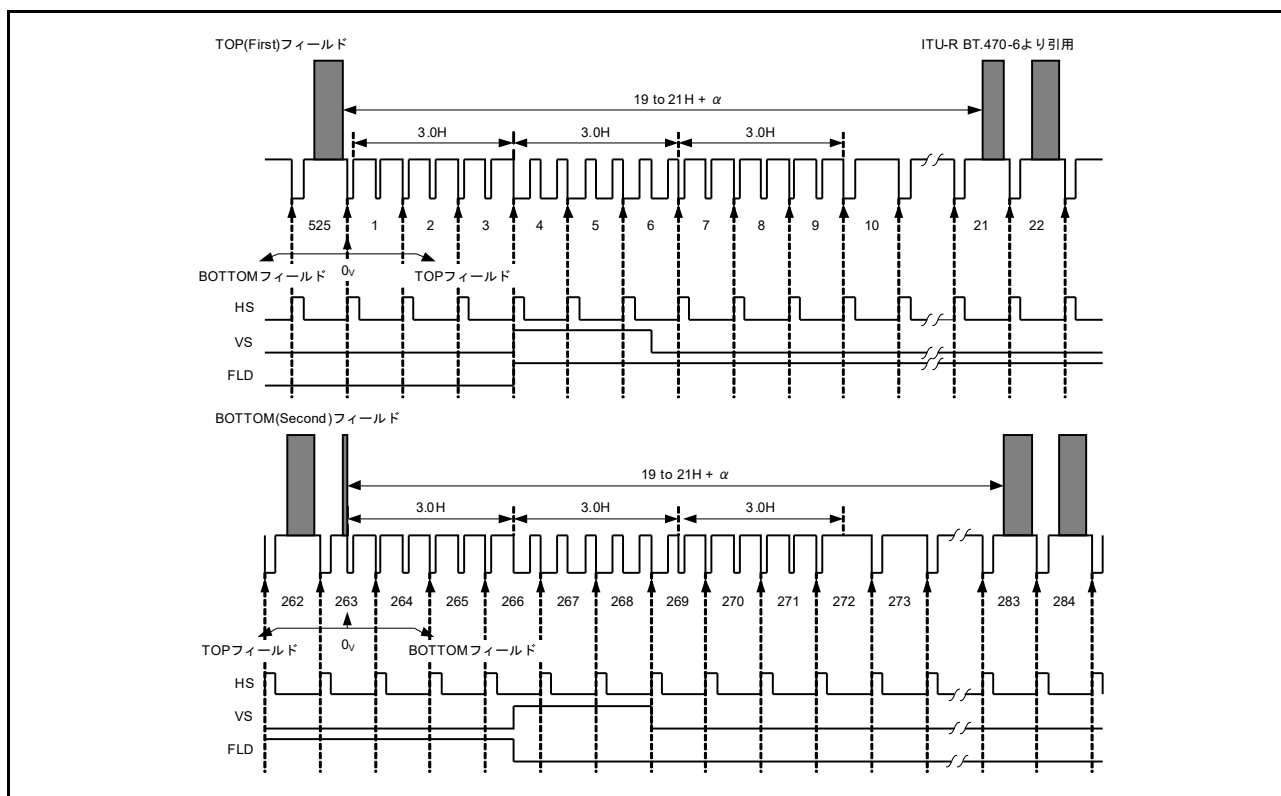 TOP(First)フィールド
ITU-R BT.470-6より引用
19 to 21H + α
3.0H 3.0H 3.0H
525 1 2 3 4 5 6 7 8 9 10 21 22
0V
BOTTOMフィールド TOPフィールド
HS
VS
FLD
BOTTOM(Second)フィールド
19 to 21H + α
3.0H 3.0H 3.0H
262 263 264 265 266 267 268 269 270 271 272 273 283 284
0V
TOPフィールド BOTTOMフィールド
HS
VS
FLD